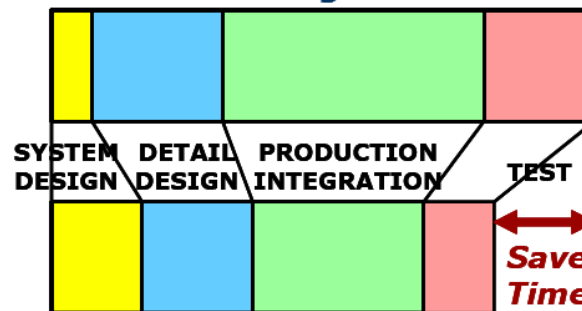 SYSTEM DETAIL PRODUCTION
DESIGN DESIGN INTEGRATION
TEST
Save
Time